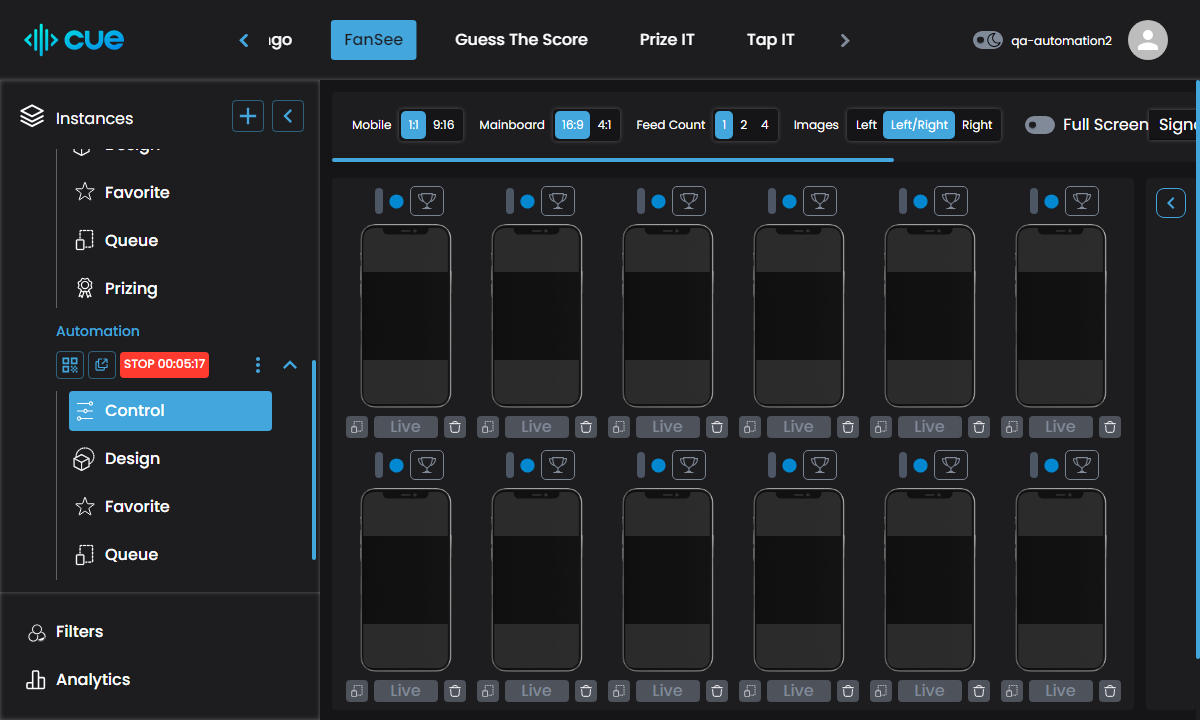 cue
FanSee
Guess The Score
Prize IT
Tap IT
qa-automation2
Instances
Favorite
Queue
Prizing
Automation
STOP 00:05:17
Control
Design
Favorite
Queue
Filters
Analytics
Mobile 1:1 9:16 Mainboard 16:9 4:1 Feed Count 1 2 4 Images Left Left/Right Right Full Screen
Live Live Live Live Live Live
Live Live Live Live Live Live